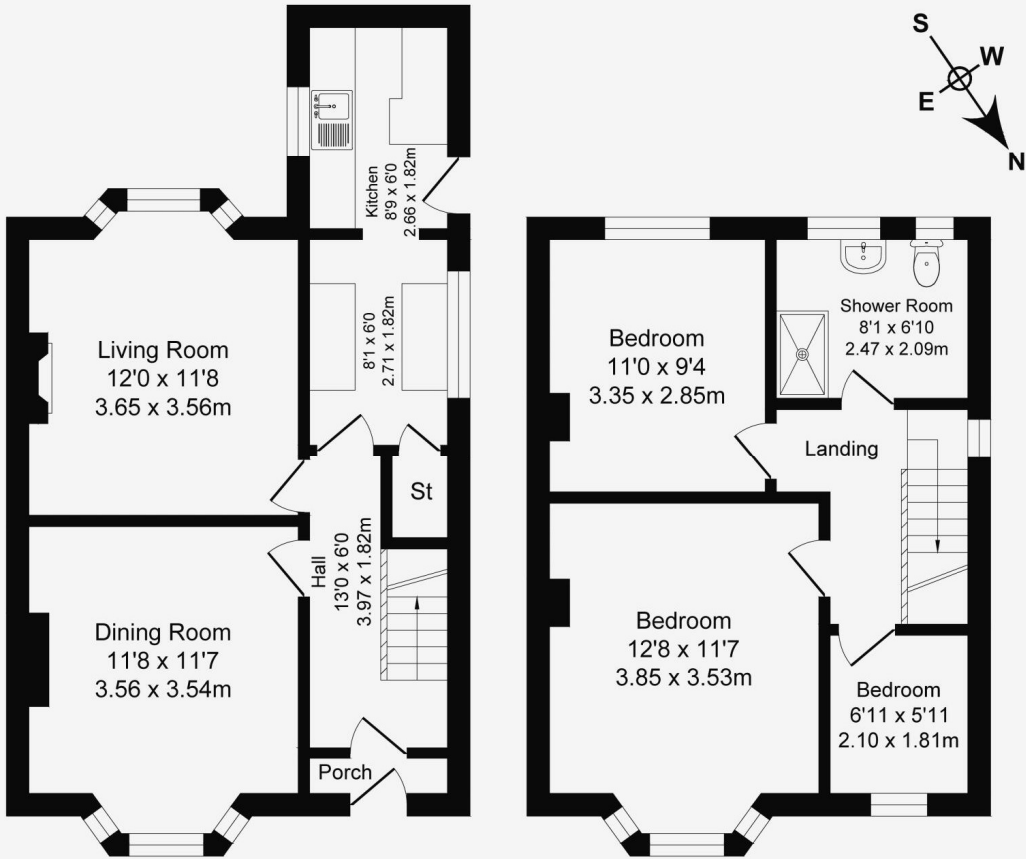 S
W
E
N
Kitchen
8'9 x 6'0
2.66 x 1.82m
8'1 x 6'0
2.71 x 1.82m
Living Room
12'0 x 11'8
3.65 x 3.56m
St
Hall
13'0 x 6'0
3.97 x 1.82m
Dining Room
11'8 x 11'7
3.56 x 3.54m
Porch
Bedroom
11'0 x 9'4
3.35 x 2.85m
Shower Room
8'1 x 6'10
2.47 x 2.09m
Landing
Bedroom
12'8 x 11'7
3.85 x 3.53m
Bedroom
6'11 x 5'11
2.10 x 1.81m